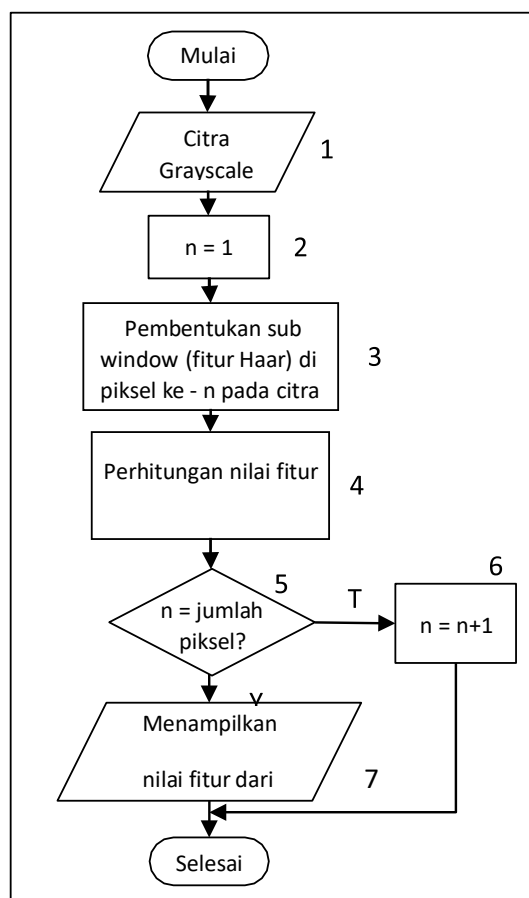 Mulai
Citra
Grayscale
1
n = 1
2
Pembentukan sub
window (fitur Haar) di
piksel ke - n pada citra
3
Perhitungan nilai fitur
4
5
n = jumlah
piksel?
T
6
n = n+1
Y
Menampilkan
nilai fitur dari
7
Selesai